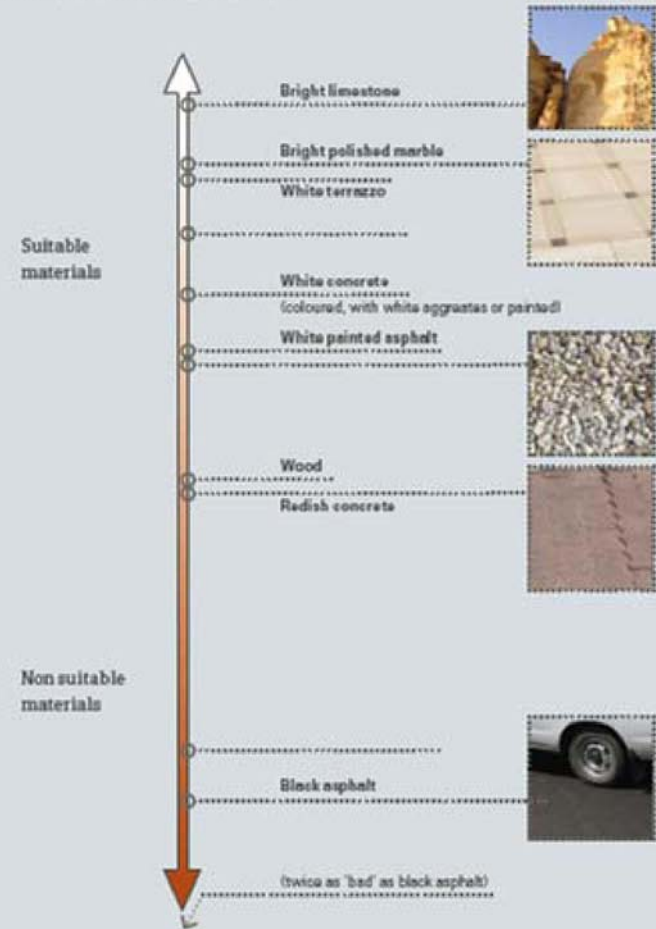 Bright limestone
Bright polished marble
White terrazzo
Suitable
materials
White concrete
(coloured, with white aggreates or painted)
White painted asphalt
Wood
Redish concrete
Non suitable
materials
Black asphalt
(twice as 'bad' as black asphalt)